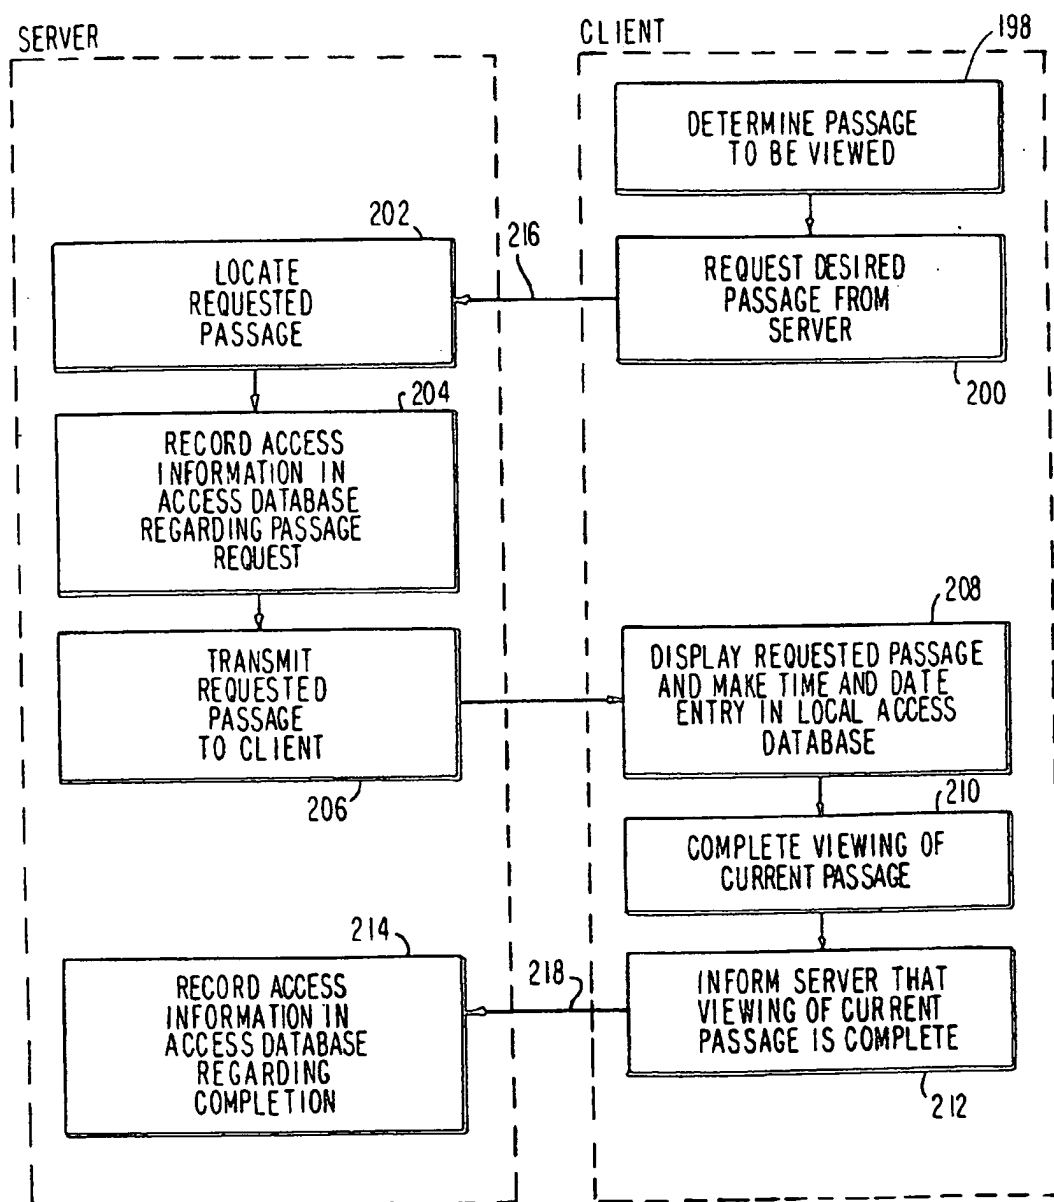 SERVER
CLIENT
198
DETERMINE PASSAGE
TO BE VIEWED
202
216
LOCATE
REQUESTED
PASSAGE
REQUEST DESIRED
PASSAGE FROM
SERVER
200
204
RECORD ACCESS
INFORMATION IN
ACCESS DATABASE
REGARDING PASSAGE
REQUEST
208
TRANSMIT
REQUESTED
PASSAGE
TO CLIENT
206
DISPLAY REQUESTED PASSAGE
AND MAKE TIME AND DATE
ENTRY IN LOCAL ACCESS
DATABASE
210
COMPLETE VIEWING OF
CURRENT PASSAGE
214
218
RECORD ACCESS
INFORMATION IN
ACCESS DATABASE
REGARDING
COMPLETION
INFORM SERVER THAT
VIEWING OF CURRENT
PASSAGE IS COMPLETE
212